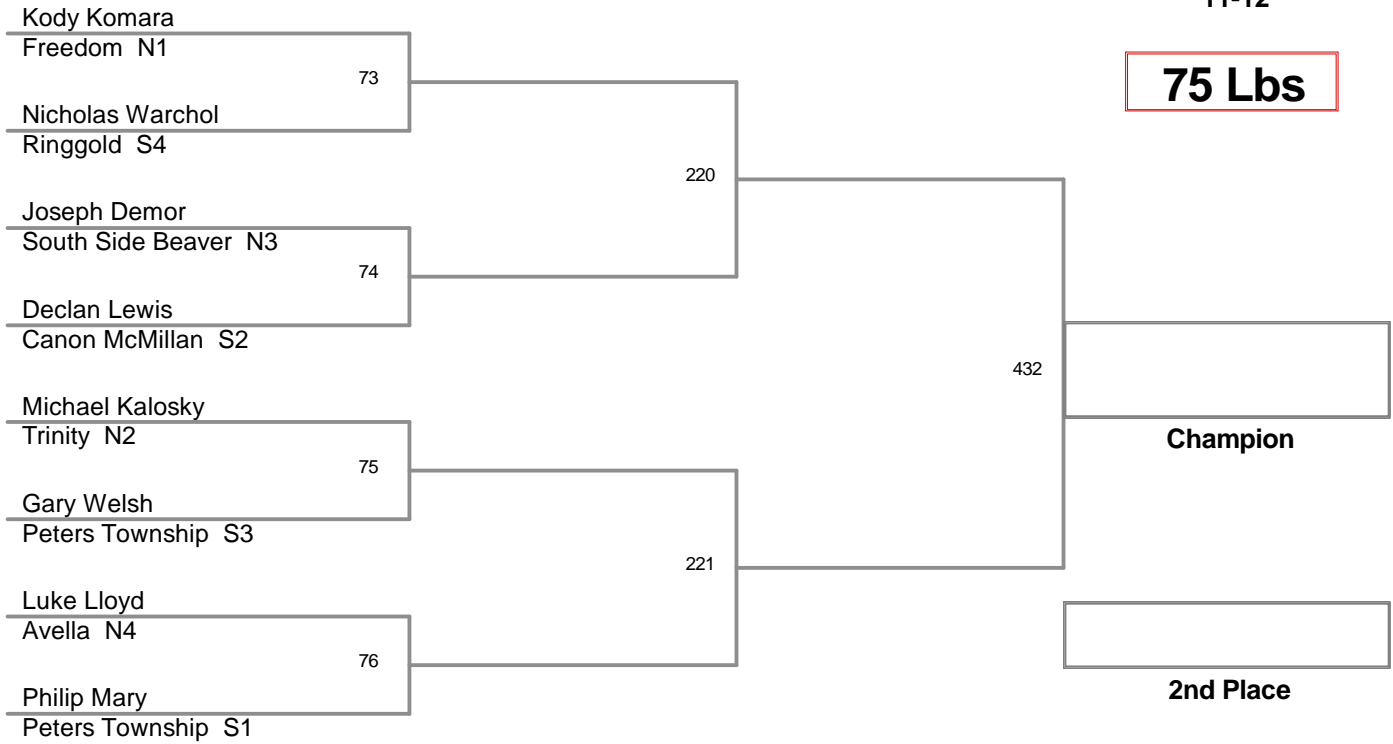 11-12
75 Lbs
Kody Komara
Freedom N1
73
Nicholas Warchol
Ringgold S4
220
Joseph Demor
South Side Beaver N3
74
Declan Lewis
Canon McMillan S2
432
Champion
Michael Kalosky
Trinity N2
75
Gary Welsh
Peters Township S3
221
Luke Lloyd
Avella N4
76
Philip Mary
Peters Township S1
2nd Place